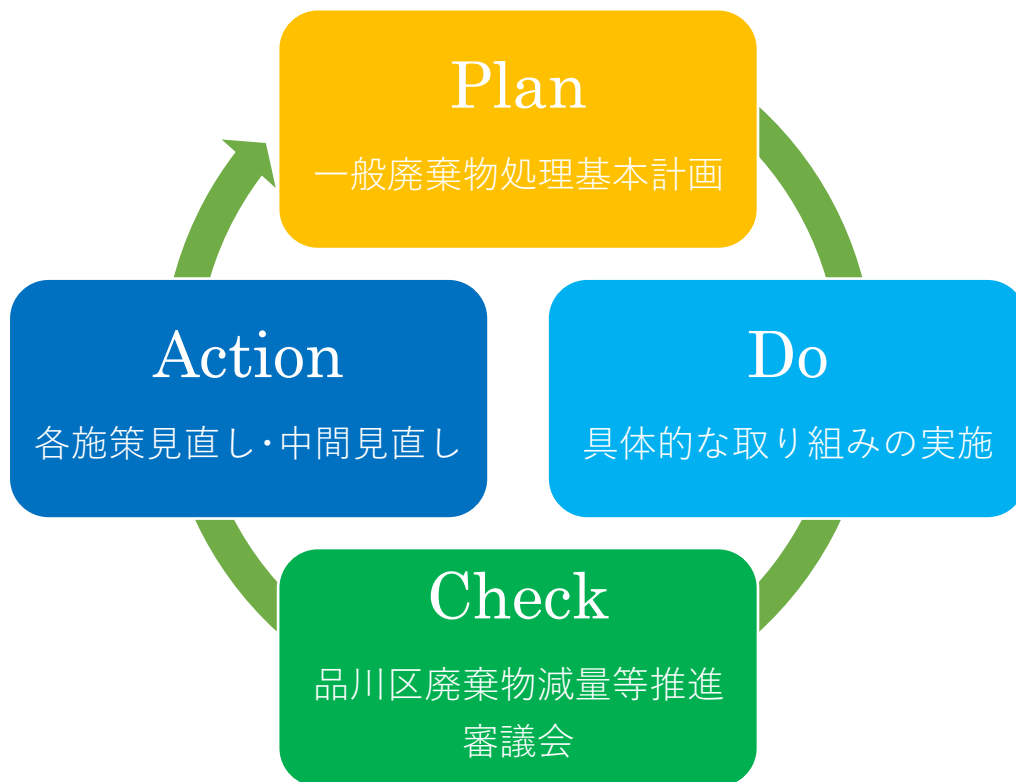 Plan
一般廃棄物処理基本計画
Action
各施策見直し・中間見直し
Do
具体的な取り組みの実施
Check
品川区廃棄物減量等推進
審議会